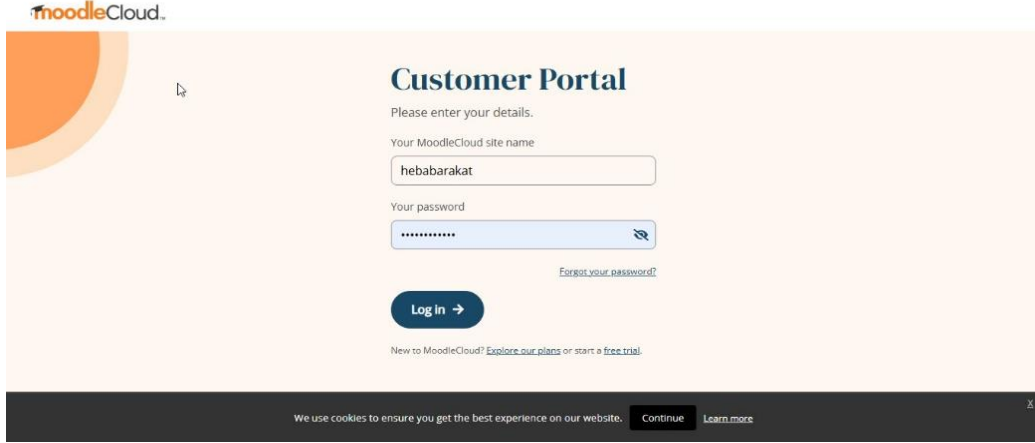 moodleCloud™
Customer Portal
Please enter your details.
Your MoodleCloud site name
hebabarakat
Your password
••••••••••••
Forgot your password?
Log in →
New to MoodleCloud? Explore our plans or start a free trial.
X
We use cookies to ensure you get the best experience on our website. Continue Learn more